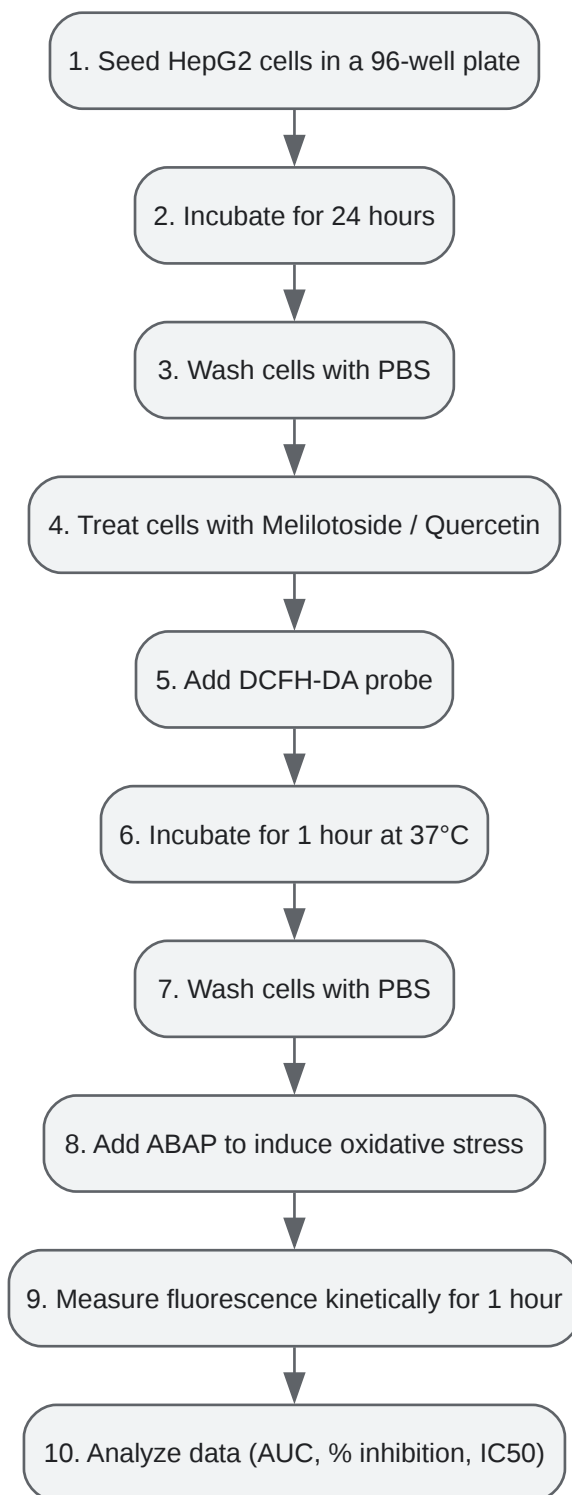 1. Seed HepG2 cells in a 96-well plate
2. Incubate for 24 hours
3. Wash cells with PBS
4. Treat cells with Melilotoside / Quercetin
5. Add DCFH-DA probe
6. Incubate for 1 hour at 37°C
7. Wash cells with PBS
8. Add ABAP to induce oxidative stress
9. Measure fluorescence kinetically for 1 hour
10. Analyze data (AUC, % inhibition, IC50)